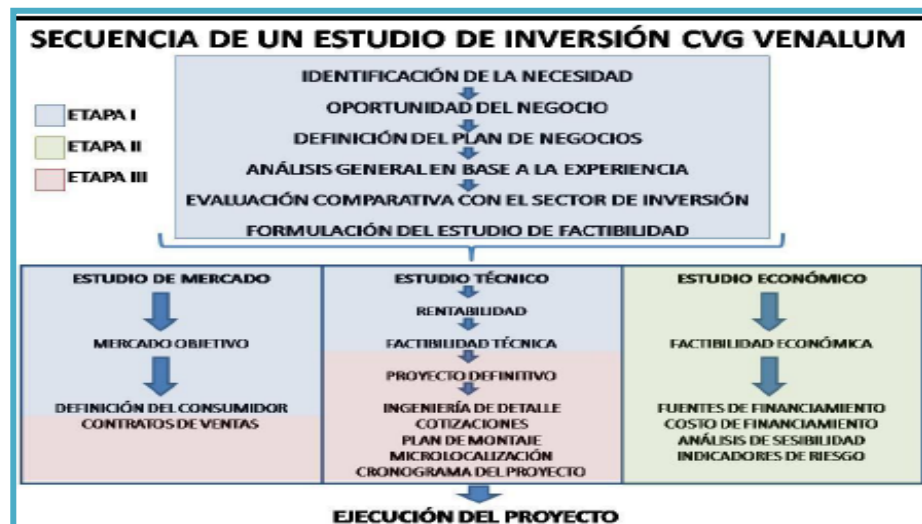 SECUENCIA DE UN ESTUDIO DE INVERSIÓN CVG VENALUM
ETAPA I
ETAPA II
ETAPA III
IDENTIFICACIÓN DE LA NECESIDAD
OPORTUNIDAD DEL NEGOCIO
DEFINICIÓN DEL PLAN DE NEGOCIOS
ANÁLISIS GENERAL EN BASE A LA EXPERIENCIA
EVALUACIÓN COMPARATIVA CON EL SECTOR DE INVERSIÓN
FORMULACIÓN DEL ESTUDIO DE FACTIBILIDAD
ESTUDIO DE MERCADO
MERCADO OBJETIVO
DEFINICIÓN DEL CONSUMIDOR
CONTRATOS DE VENTAS
ESTUDIO TÉCNICO
RENTABILIDAD
FACTIBILIDAD TÉCNICA
PROYECTO DEFINITIVO
INGENIERÍA DE DETALLE
COTIZACIONES
PLAN DE MONTAJE
MICROLOCALIZACIÓN
CRONOGRAMA DEL PROYECTO
ESTUDIO ECONÓMICO
FACTIBILIDAD ECONÓMICA
FUENTES DE FINANCIAMIENTO
COSTO DE FINANCIAMIENTO
ANÁLISIS DE SESIBILIDAD
INDICADORES DE RIESGO
EJECUCIÓN DEL PROYECTO